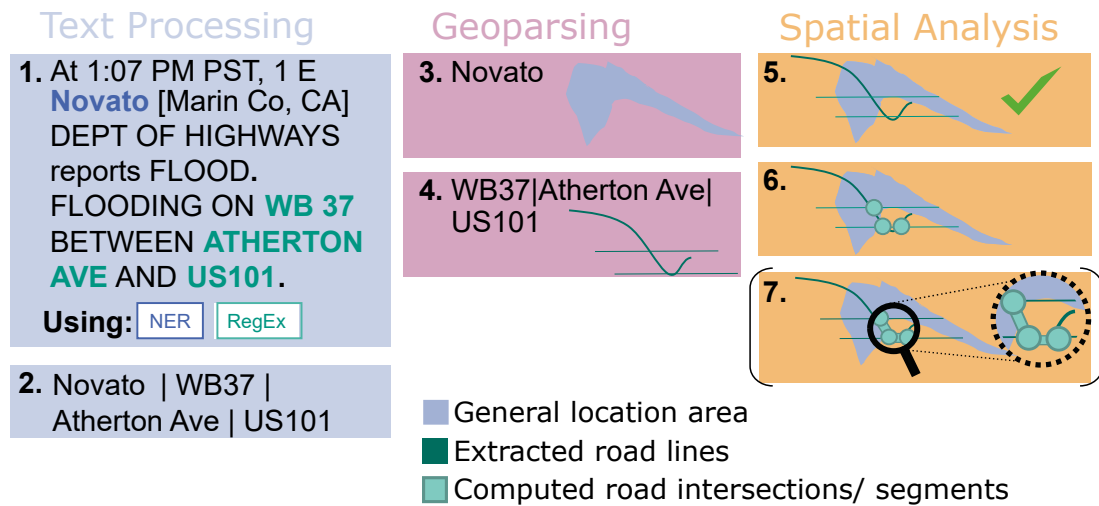 Text Processing
1. At 1:07 PM PST, 1 E
Novato [Marin Co, CA]
DEPT OF HIGHWAYS
reports FLOOD.
FLOODING ON WB 37
BETWEEN ATHERTON
AVE AND US101.
Using: NER RegEx
2. Novato | WB37 |
Atherton Ave | US101
Geoparsing
3. Novato
4. WB37|Atherton Ave|
US101
Spatial Analysis
5.
6.
7.
General location area
Extracted road lines
Computed road intersections/ segments